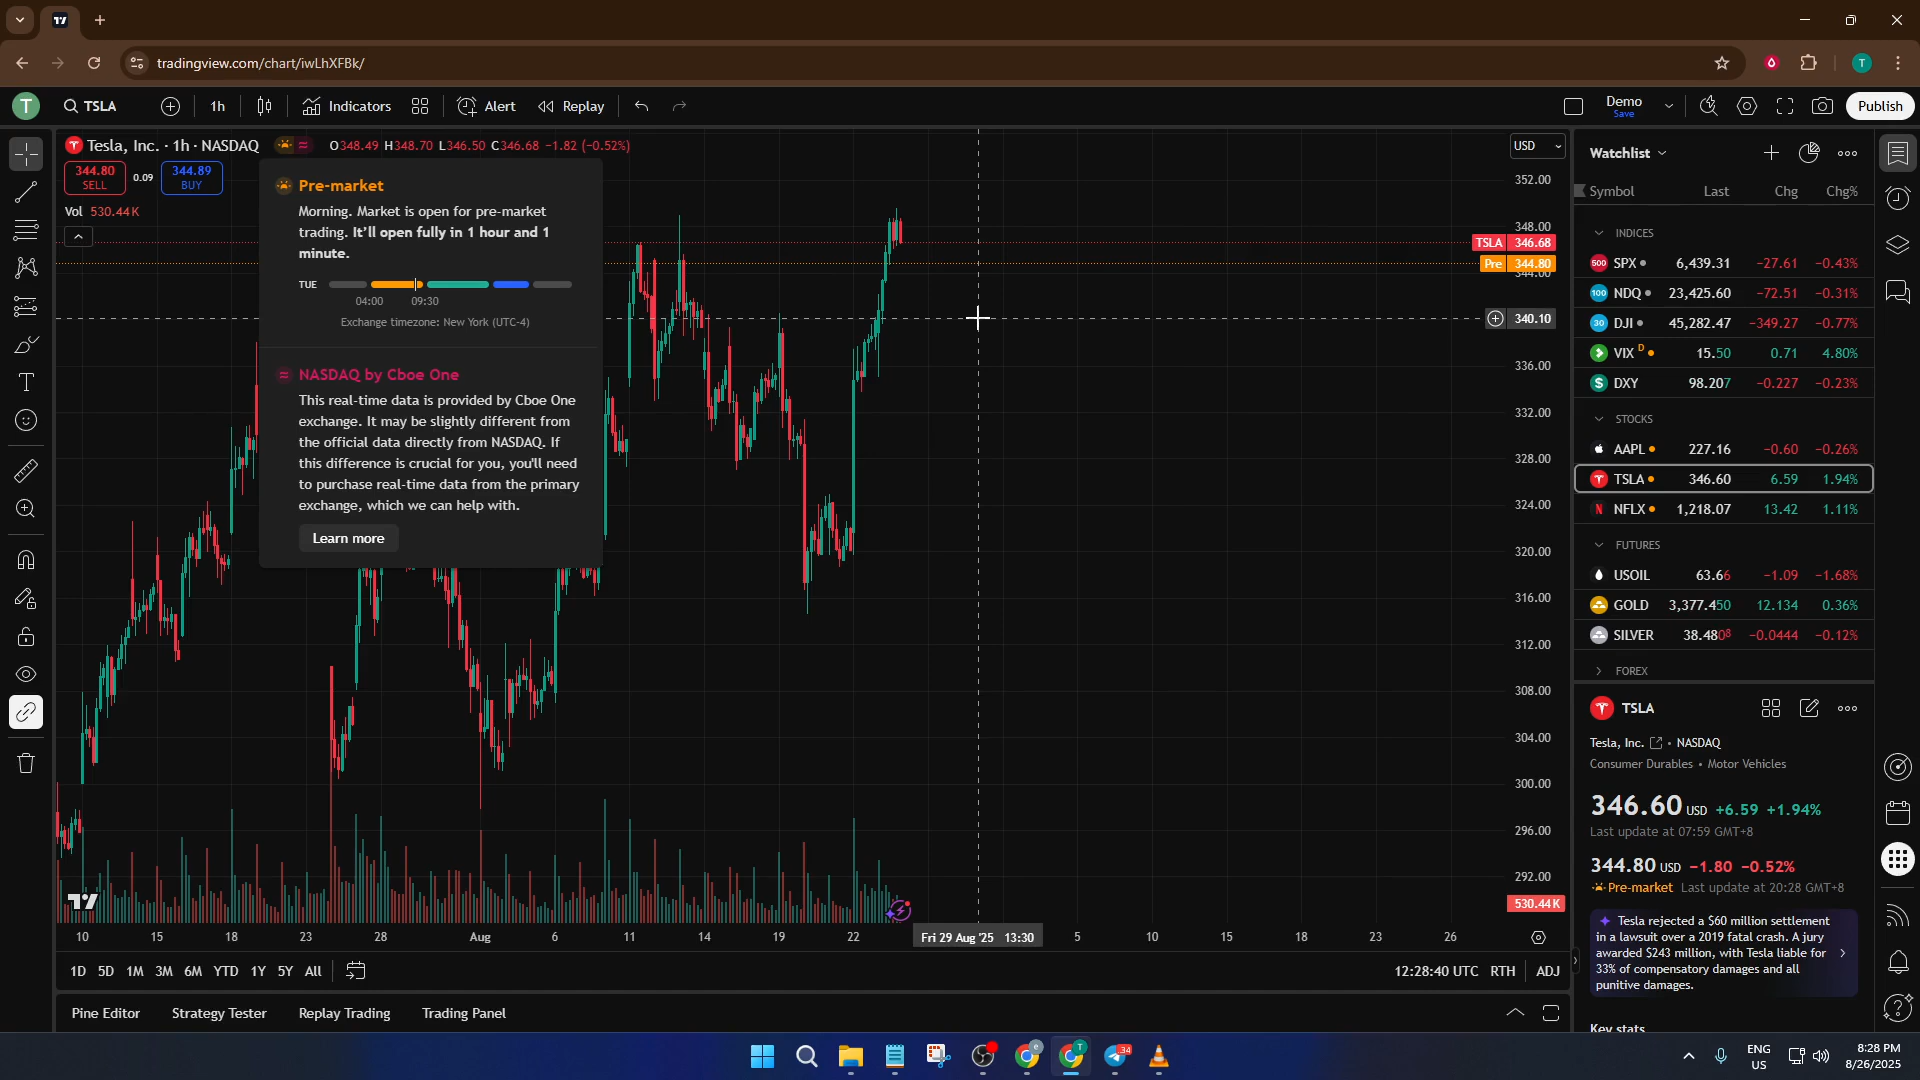 tradingview.com/chart/iwLhXFBk/
T
T
TSLA
1h
Indicators
Alert
Replay
Demo
Save
Publish
Tesla, Inc. · 1h · NASDAQ
O348.49 H348.70 L346.50 C346.68 −1.82 (−0.52%)
344.80
SELL
0.09
344.89
BUY
Vol 530.44K
Pre-market
Morning. Market is open for pre-market
trading. It’ll open fully in 1 hour and 1
minute.
TUE
04:00 09:30
Exchange timezone: New York (UTC-4)
NASDAQ by Cboe One
This real-time data is provided by Cboe One
exchange. It may be slightly different from
the official data directly from NASDAQ. If
this difference is crucial for you, you'll need
to purchase real-time data from the primary
exchange, which we can help with.
Learn more
USD
352.00
348.00
TSLA 346.68
Pre 344.80
344.00
340.10
336.00
332.00
328.00
324.00
320.00
316.00
312.00
308.00
304.00
300.00
296.00
292.00
530.44K
10 15 18 23 28 Aug 6 11 14 19 22 Fri 29 Aug '25 13:30 5 10 15 18 23 26
1D 5D 1M 3M 6M YTD 1Y 5Y All
12:28:40 UTC RTH ADJ
Pine Editor Strategy Tester Replay Trading Trading Panel
Watchlist
Symbol Last Chg Chg%
INDICES
500 SPX 6,439.31 −27.61 −0.43%
100 NDQ 23,425.60 −72.51 −0.31%
30 DJI 45,282.47 −349.27 −0.77%
VIX D 15.50 0.71 4.80%
$ DXY 98.207 −0.227 −0.23%
STOCKS
AAPL 227.16 −0.60 −0.26%
TSLA 346.60 6.59 1.94%
N NFLX 1,218.07 13.42 1.11%
FUTURES
USOIL 63.66 −1.09 −1.68%
GOLD 3,377.450 12.134 0.36%
SILVER 38.4808 −0.0444 −0.12%
FOREX
TSLA
Tesla, Inc. • NASDAQ
Consumer Durables • Motor Vehicles
346.60 USD +6.59 +1.94%
Last update at 07:59 GMT+8
344.80 USD −1.80 −0.52%
Pre-market Last update at 20:28 GMT+8
Tesla rejected a $60 million settlement
in a lawsuit over a 2019 fatal crash. A jury
awarded $243 million, with Tesla liable for
33% of compensatory damages and all
punitive damages.
Key stats
34
ENG
US
8:28 PM
8/26/2025